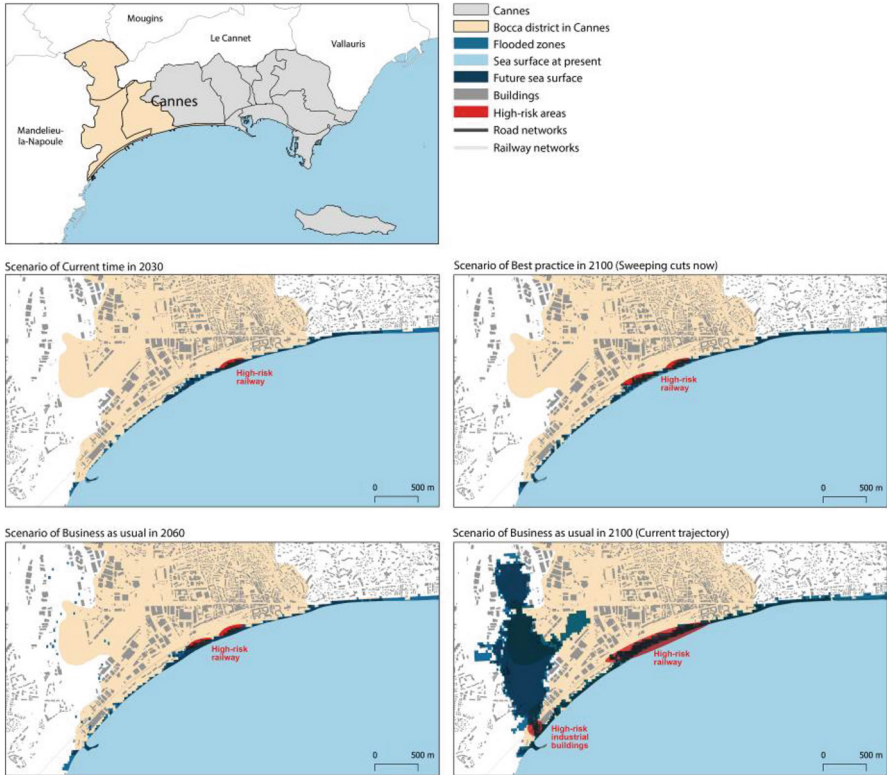 Mougins
Le Cannet
Vallauris
Cannes
Mandelieu-
la-Napoule
Cannes
Bocca district in Cannes
Flooded zones
Sea surface at present
Future sea surface
Buildings
High-risk areas
Road networks
Railway networks
Scenario of Current time in 2030
High-risk
railway
0 500 m
Scenario of Best practice in 2100 (Sweeping cuts now)
High-risk
railway
0 500 m
Scenario of Business as usual in 2060
High-risk
railway
0 500 m
Scenario of Business as usual in 2100 (Current trajectory)
High-risk
railway
High-risk
industrial
buildings
0 500 m